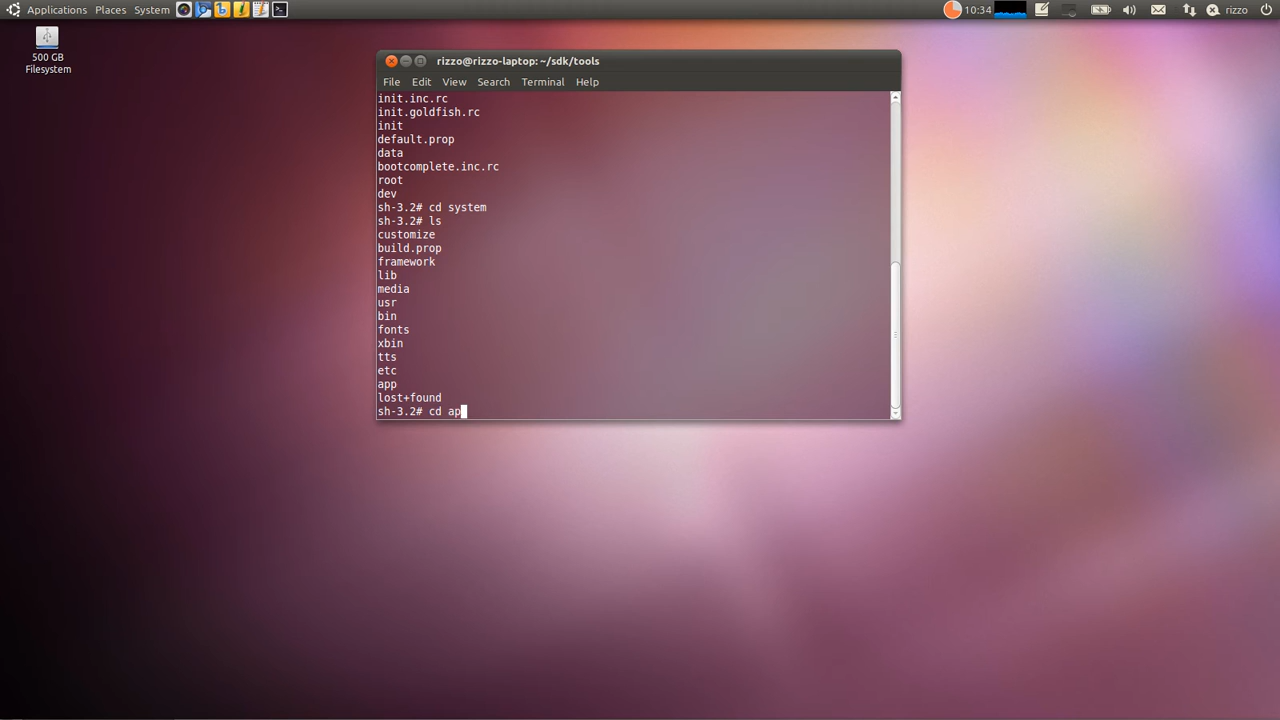 Applications Places System
10:34
rizzo
500 GB
Filesystem
rizzo@rizzo-laptop: ~/sdk/tools
File Edit View Search Terminal Help
init.inc.rc
init.goldfish.rc
init
default.prop
data
bootcomplete.inc.rc
root
dev
sh-3.2# cd system
sh-3.2# ls
customize
build.prop
framework
lib
media
usr
bin
fonts
xbin
tts
etc
app
lost+found
sh-3.2# cd ap